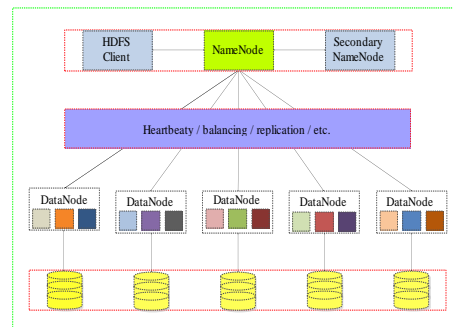 HDFS
Client
NameNode
Secondary
NameNode
Heartbeaty / balancing / replication / etc.
DataNode
DataNode
DataNode
DataNode
DataNode